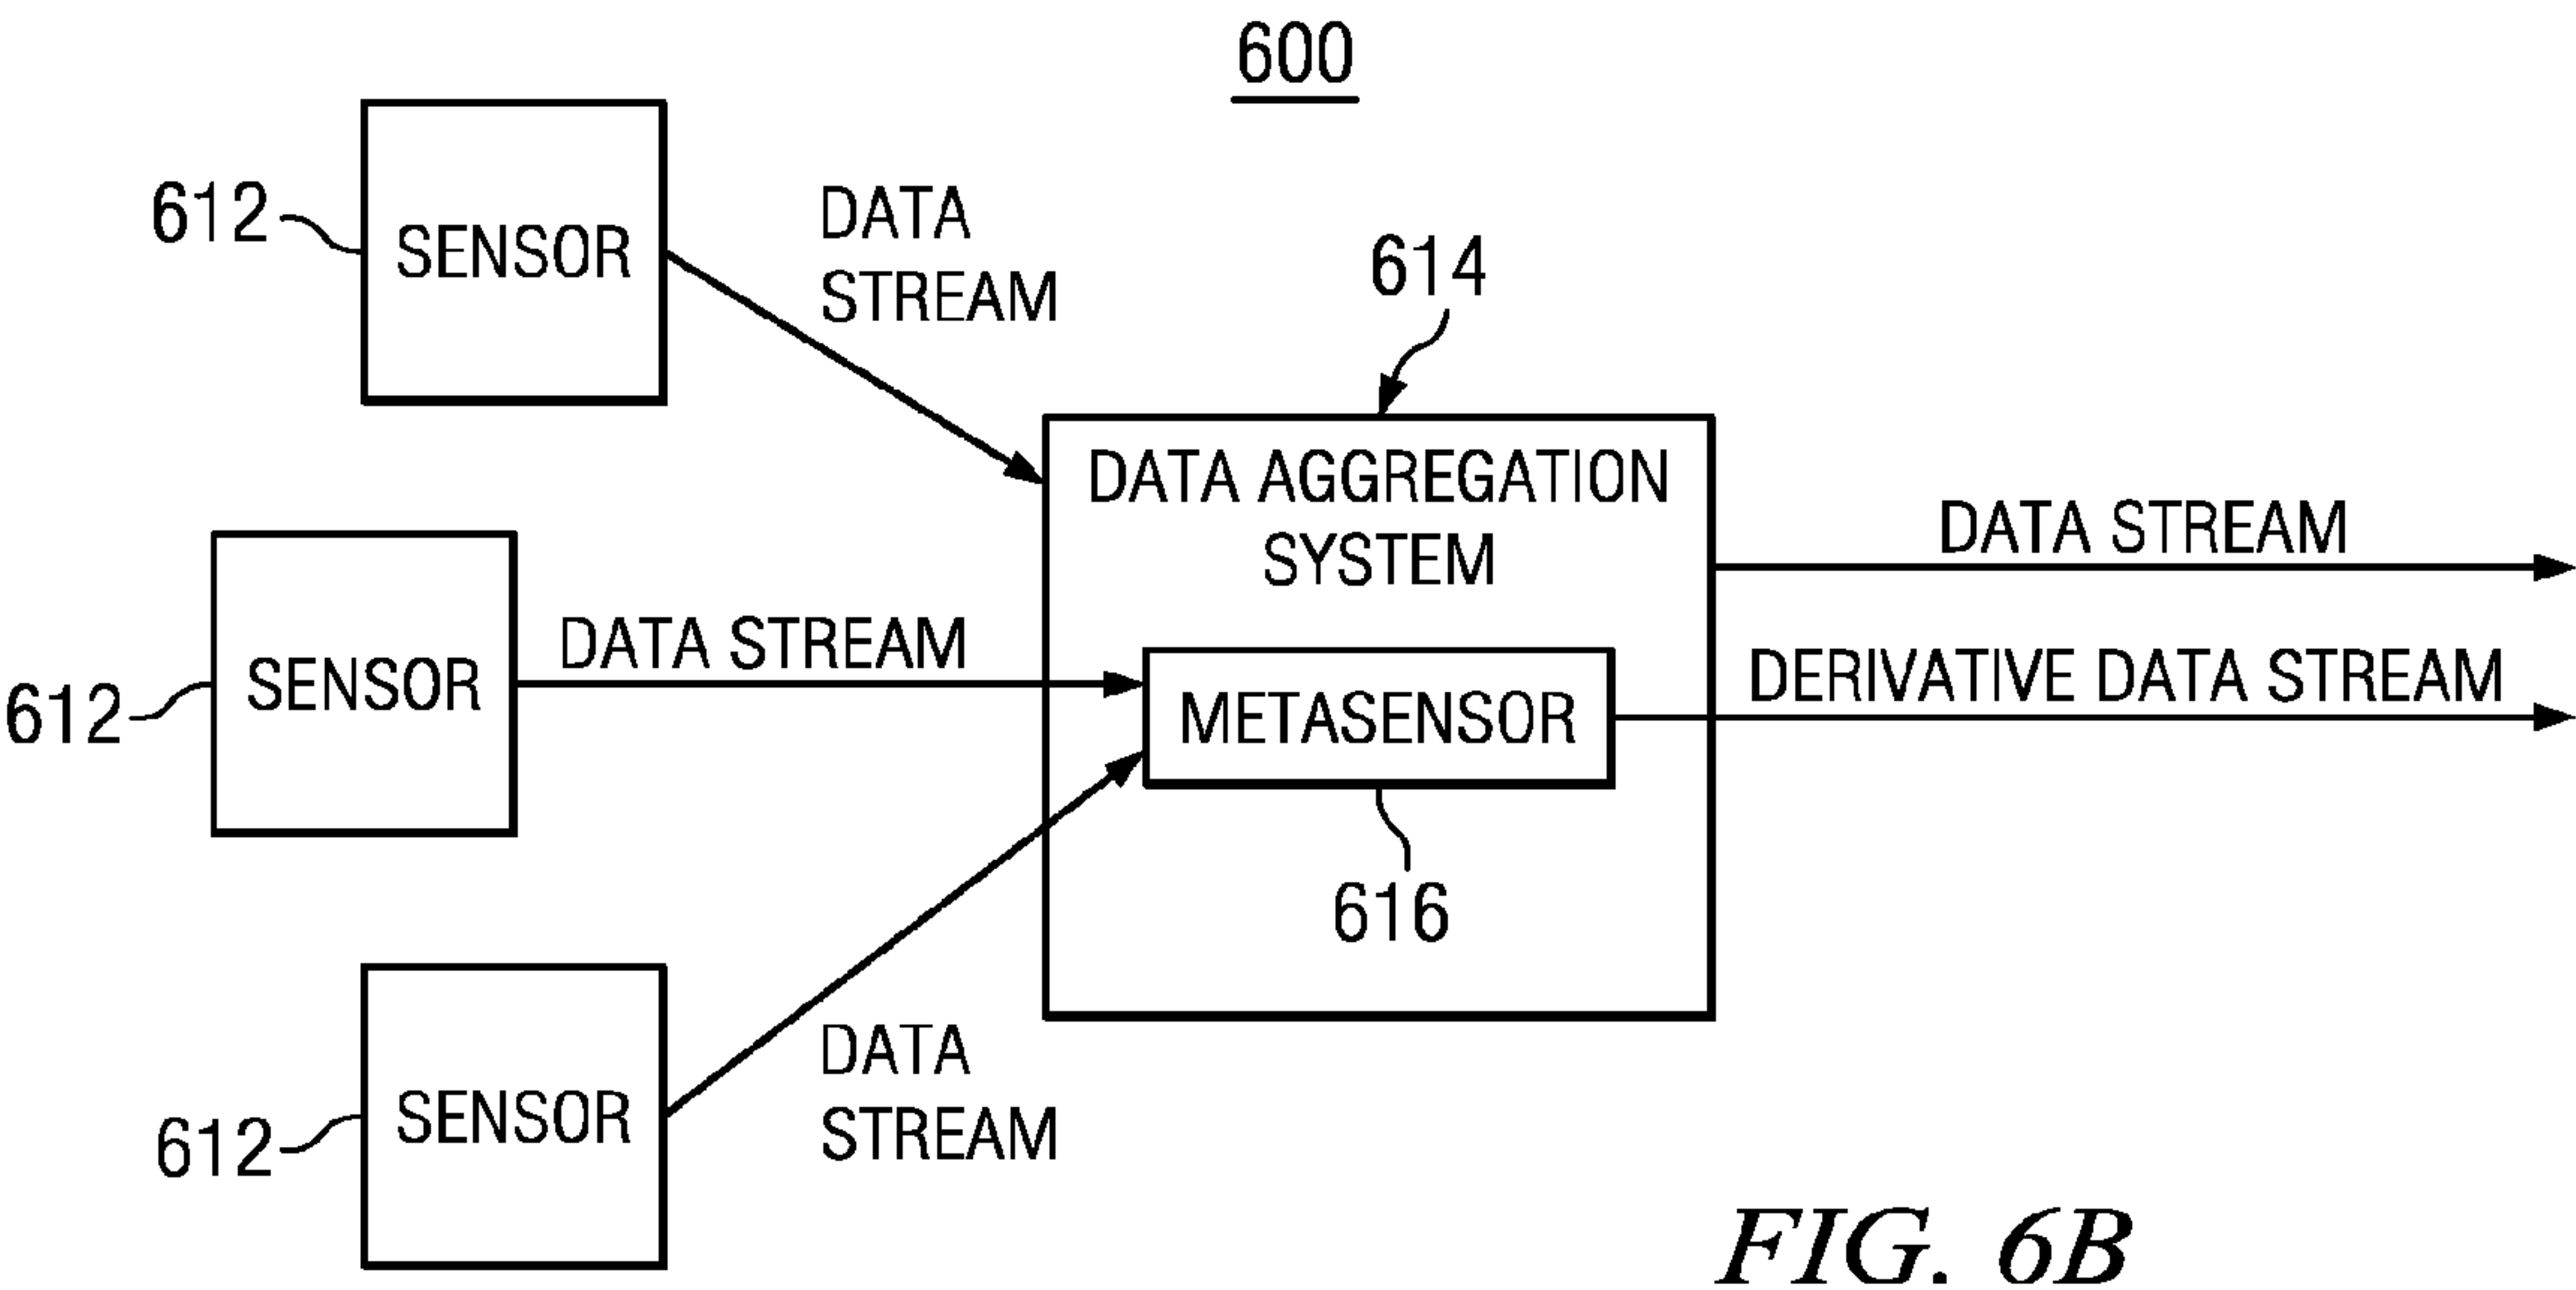 600
612
SENSOR
DATA
STREAM
614
DATA AGGREGATION
SYSTEM
DATA STREAM
612
SENSOR
DATA STREAM
METASENSOR
DERIVATIVE DATA STREAM
616
612
SENSOR
DATA
STREAM
FIG. 6B